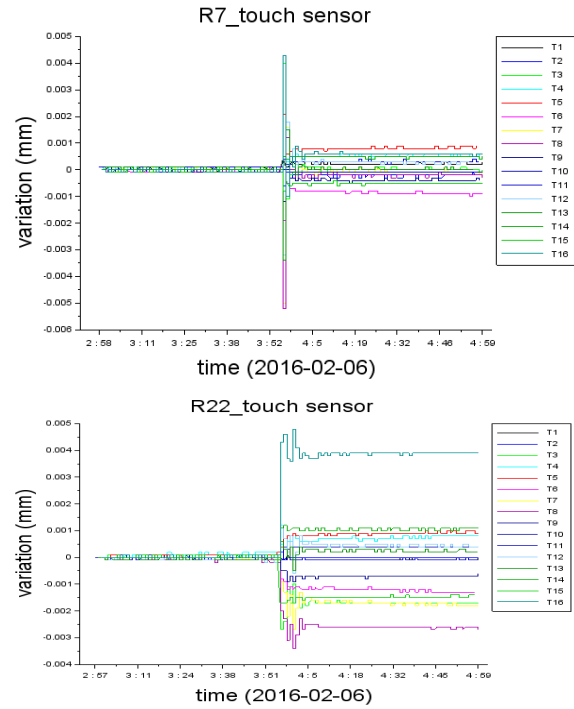 R7_touch sensor
variation (mm)
0.005
0.004
0.003
0.002
0.001
0
-0.001
-0.002
-0.003
-0.004
-0.005
-0.006
2 : 58
3 : 11
3 : 25
3 : 38
3 : 52
4 : 5
4 : 19
4 : 32
4 : 46
4 : 59
time (2016-02-06)
T1
T2
T3
T4
T5
T6
T7
T8
T9
T10
T11
T12
T13
T14
T15
T16
R22_touch sensor
variation (mm)
0.005
0.004
0.003
0.002
0.001
0
-0.001
-0.002
-0.003
-0.004
2 : 57
3 : 11
3 : 24
3 : 38
3 : 51
4 : 5
4 : 18
4 : 32
4 : 45
4 : 59
time (2016-02-06)
T1
T2
T3
T4
T5
T6
T7
T8
T9
T10
T11
T12
T13
T14
T15
T16